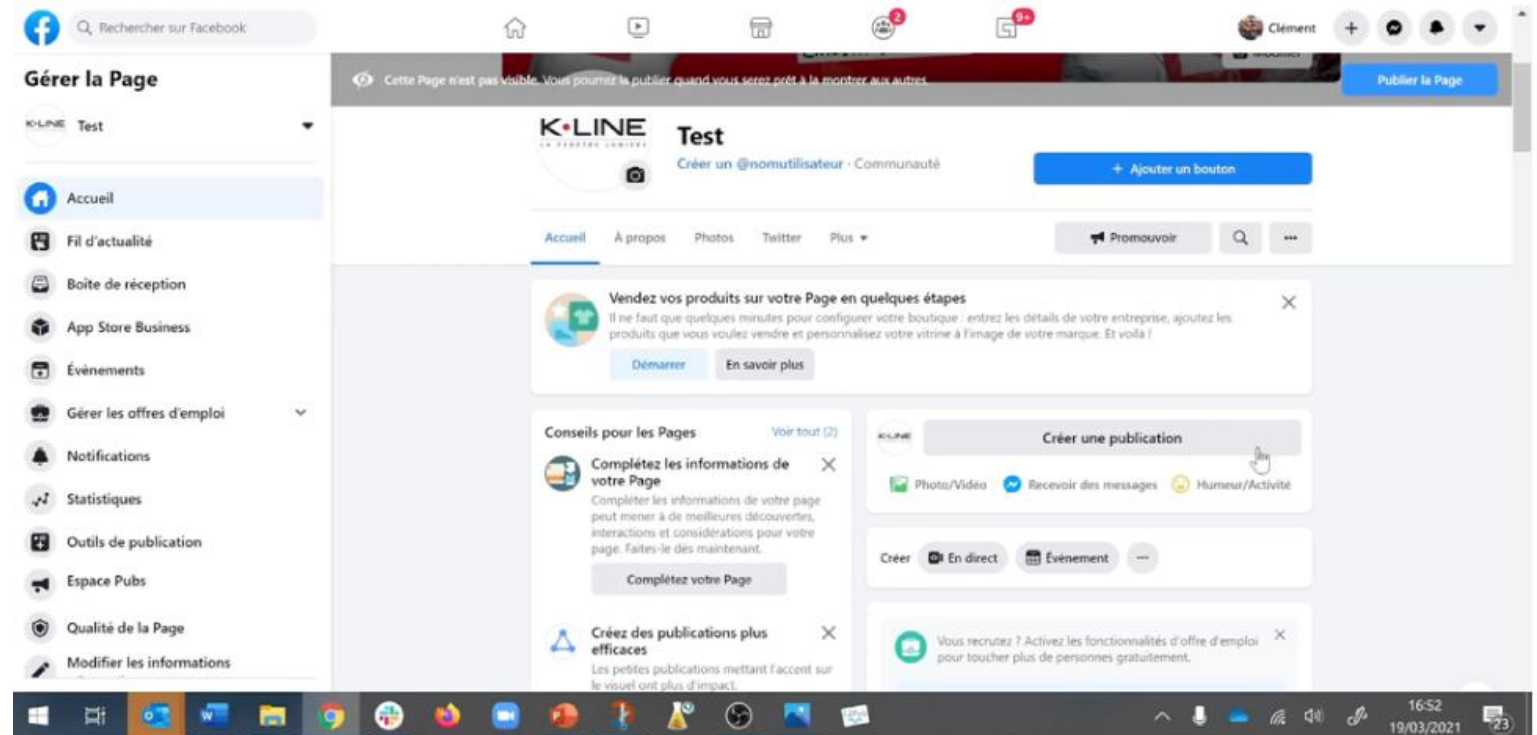 Rechercher sur Facebook
2
9+
Clément
Gérer la Page
Cette Page n'est pas visible. Vous pourrez la publier quand vous serez prêt à la montrer aux autres.
Publier la Page
K-LINE Test
K•LINE
LA FENÊTRE LUMIÈRE
Test
Créer un @nomutilisateur · Communauté
+ Ajouter un bouton
Accueil
Fil d'actualité
Boîte de réception
App Store Business
Évènements
Gérer les offres d'emploi
Notifications
Statistiques
Outils de publication
Espace Pubs
Qualité de la Page
Modifier les informations
Accueil À propos Photos Twitter Plus
Promouvoir
Vendez vos produits sur votre Page en quelques étapes
Il ne faut que quelques minutes pour configurer votre boutique : entrez les détails de votre entreprise, ajoutez les
produits que vous voulez vendre et personnalisez votre vitrine à l'image de votre marque. Et voilà !
Démarrer En savoir plus
Conseils pour les Pages Voir tout (2)
Complétez les informations de
votre Page
Compléter les informations de votre page
peut mener à de meilleures découvertes,
interactions et considérations pour votre
page. Faites-le dès maintenant.
Complétez votre Page
Créez des publications plus
efficaces
Les petites publications mettant l'accent sur
le visuel ont plus d'impact.
K-LINE
Créer une publication
Photo/Vidéo Recevoir des messages Humeur/Activité
Créer En direct Évènement
Vous recrutez ? Activez les fonctionnalités d'offre d'emploi
pour toucher plus de personnes gratuitement.
16:52
19/03/2021
23